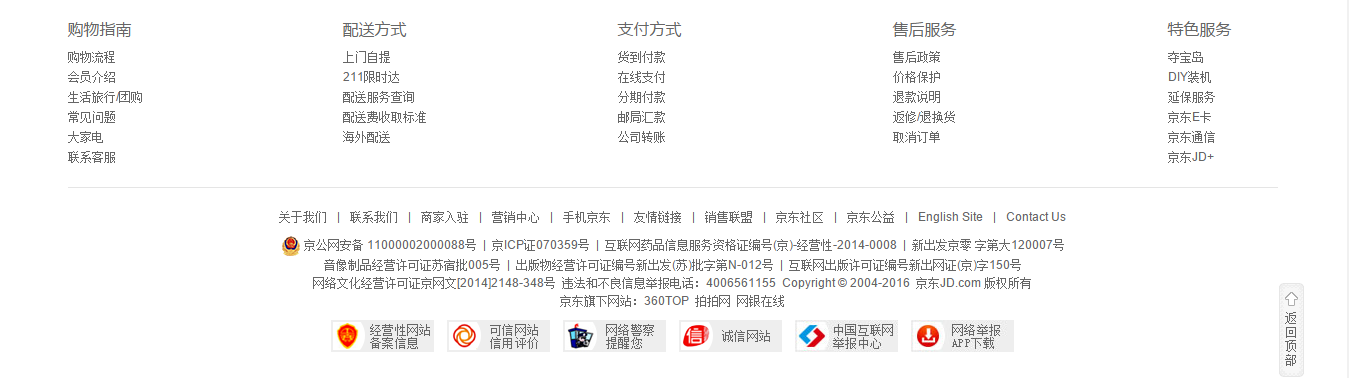 购物指南
购物流程
会员介绍
生活旅行/团购
常见问题
大家电
联系客服
配送方式
上门自提
211限时达
配送服务查询
配送费收取标准
海外配送
支付方式
货到付款
在线支付
分期付款
邮局汇款
公司转账
售后服务
售后政策
价格保护
退款说明
返修/退换货
取消订单
特色服务
夺宝岛
DIY装机
延保服务
京东E卡
京东通信
京东JD+
关于我们 | 联系我们 | 商家入驻 | 营销中心 | 手机京东 | 友情链接 | 销售联盟 | 京东社区 | 京东公益 | English Site | Contact Us
京公网安备 11000002000088号 | 京ICP证070359号 | 互联网药品信息服务资格证编号(京)-经营性-2014-0008 | 新出发京零 字第大120007号
音像制品经营许可证苏宿批005号 | 出版物经营许可证编号新出发(苏)批字第N-012号 | 互联网出版许可证编号新出网证(京)字150号
网络文化经营许可证京网文[2014]2148-348号 违法和不良信息举报电话：4006561155 Copyright © 2004-2016 京东JD.com 版权所有
京东旗下网站：360TOP 拍拍网 网银在线
经营性网站
备案信息
可信网站
信用评价
网络警察
提醒您
诚信网站
中国互联网
举报中心
网络举报
APP下载
返回顶部